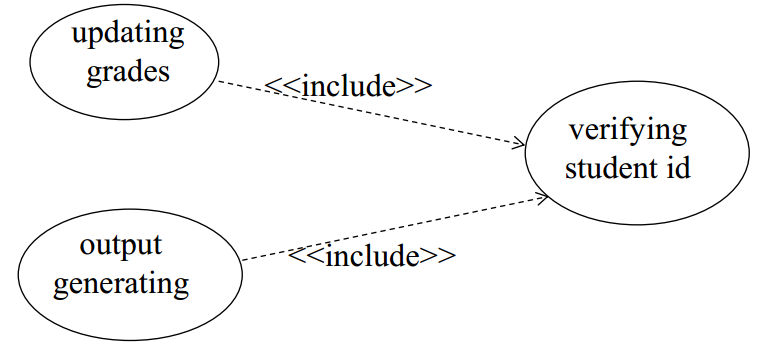 updating
grades
<<include>>
verifying
student id
output
generating
<<include>>